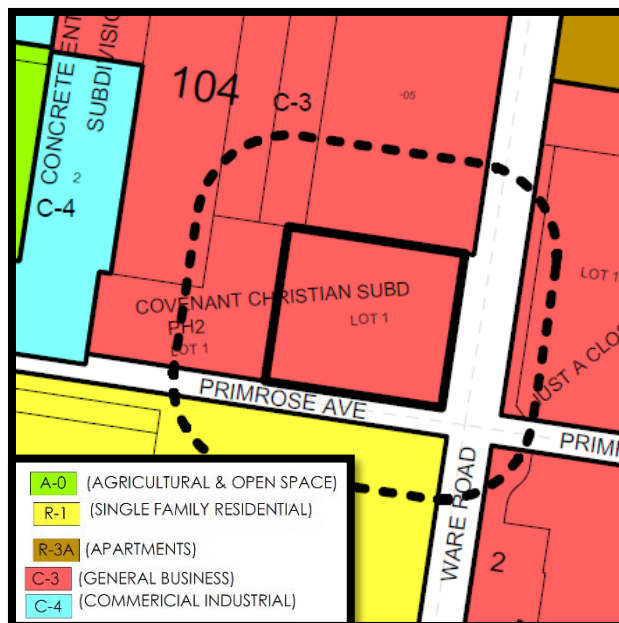 CONCRETE ENT
SUBDIVISIO
2
C-4
104
C-3
-05
COVENANT CHRISTIAN SUBD
PH2
LOT 1
LOT 1
LOT 1
JUST A CLOS
PRIMROSE AVE
PRIM
WARE ROAD
2
A-0 (AGRICULTURAL & OPEN SPACE)
R-1 (SINGLE FAMILY RESIDENTIAL)
R-3A (APARTMENTS)
C-3 (GENERAL BUSINESS)
C-4 (COMMERICIAL INDUSTRIAL)